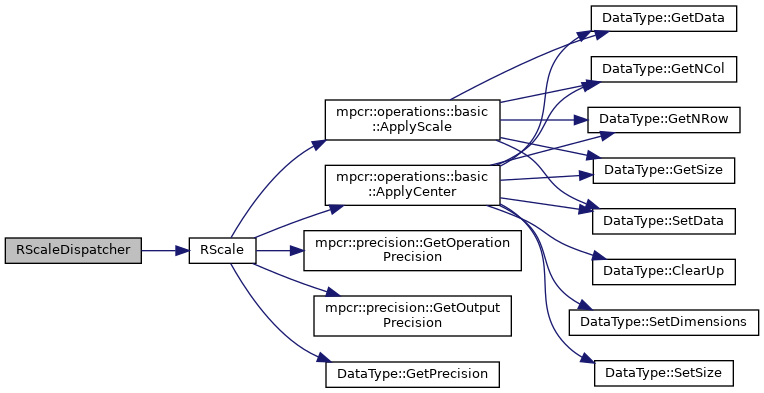 RScaleDispatcher
RScale
mpcr::operations::basic
::ApplyScale
mpcr::operations::basic
::ApplyCenter
mpcr::precision::GetOperation
Precision
mpcr::precision::GetOutput
Precision
DataType::GetPrecision
DataType::GetData
DataType::GetNCol
DataType::GetNRow
DataType::GetSize
DataType::SetData
DataType::ClearUp
DataType::SetDimensions
DataType::SetSize